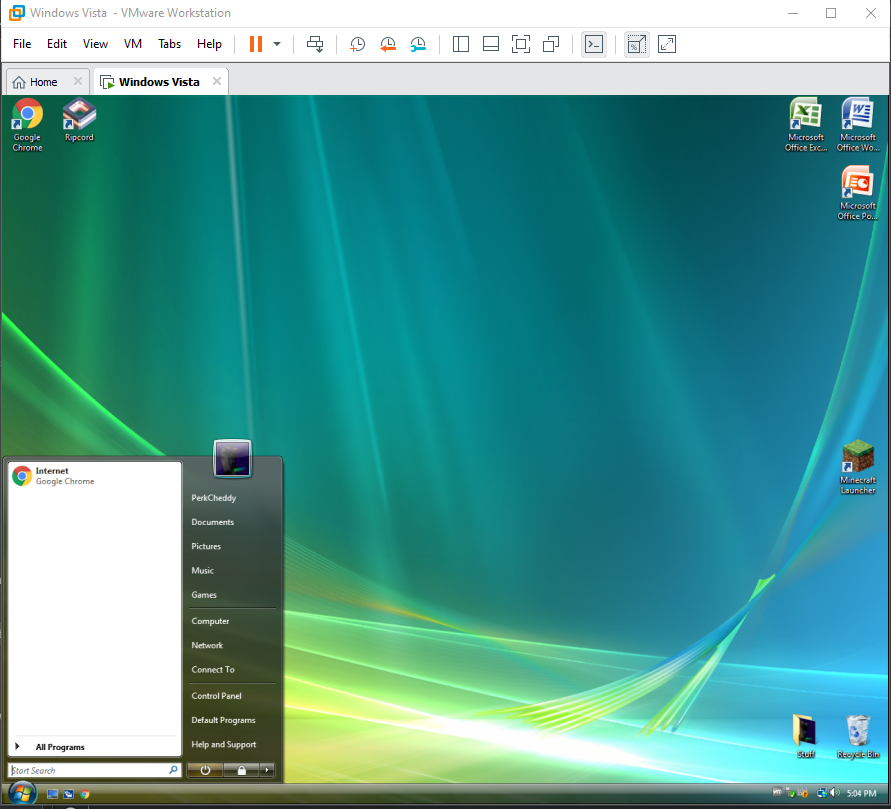 Windows Vista - VMware Workstation
File Edit View VM Tabs Help
Home
Windows Vista
Google
Chrome
Ripcord
Microsoft
Office Exc...
Microsoft
Office Wo...
Microsoft
Office Po...
Minecraft
Launcher
Internet
Google Chrome
PerkCheddy
Documents
Pictures
Music
Games
Computer
Network
Connect To
Control Panel
Default Programs
Help and Support
All Programs
Start Search
Stuff
Recycle Bin
5:04 PM